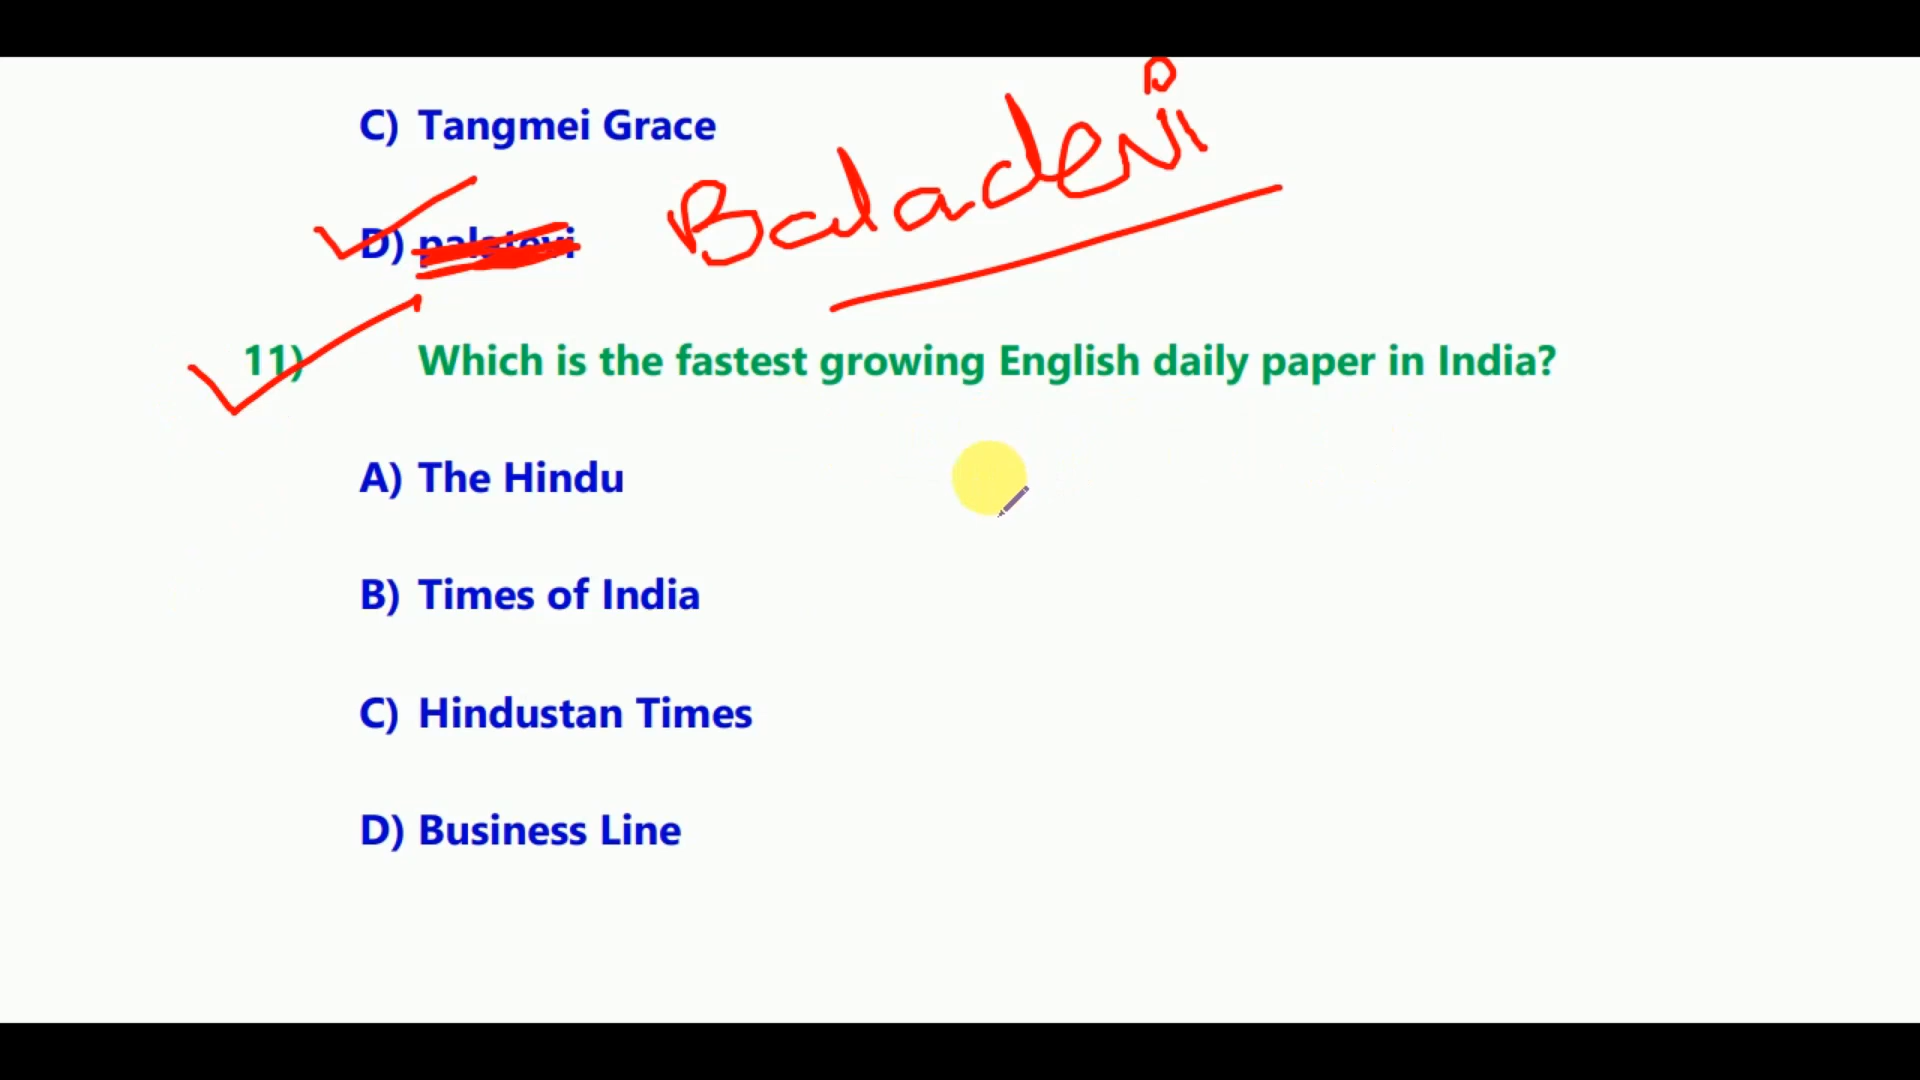 C) Tangmei Grace
D) palatevi Baladevi
11) Which is the fastest growing English daily paper in India?
A) The Hindu
B) Times of India
C) Hindustan Times
D) Business Line